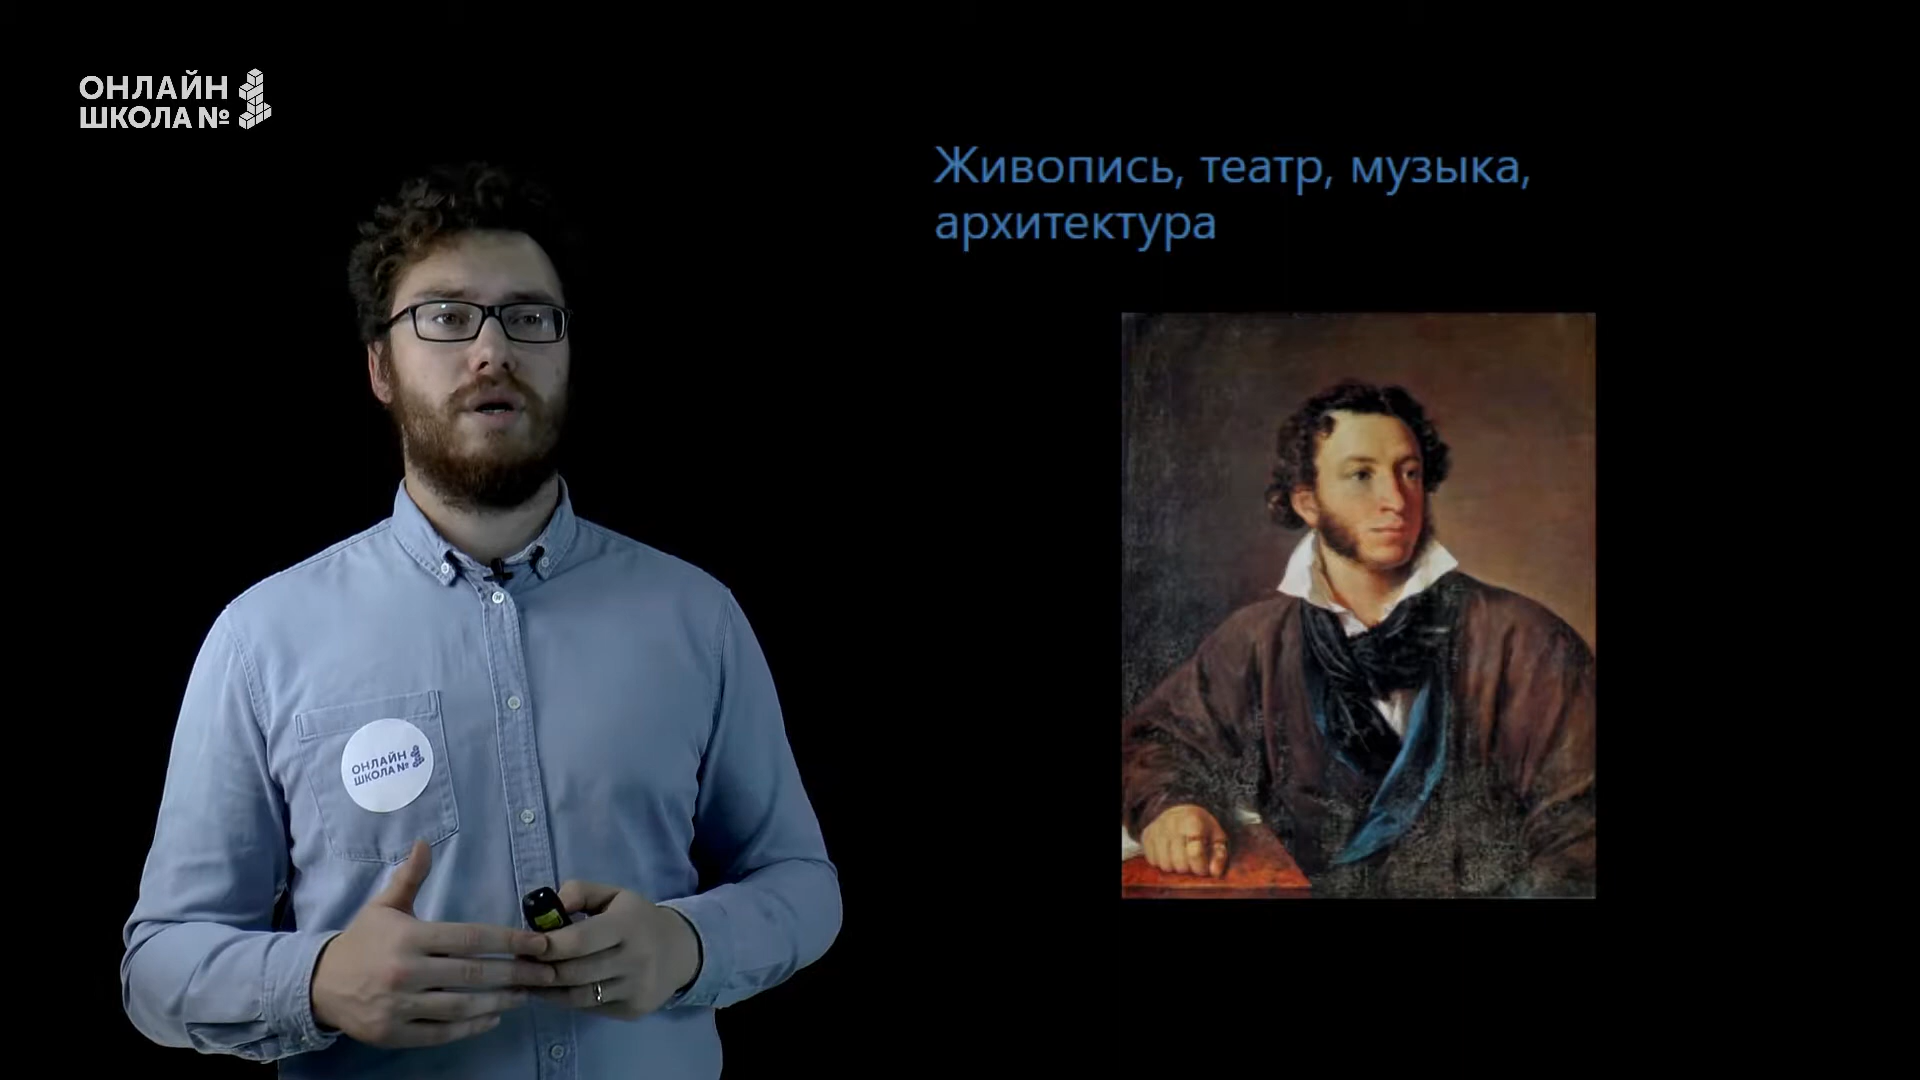 ОНЛАЙН
ШКОЛА №
Живопись, театр, музыка,
архитектура
ОНЛАЙН
ШКОЛА №